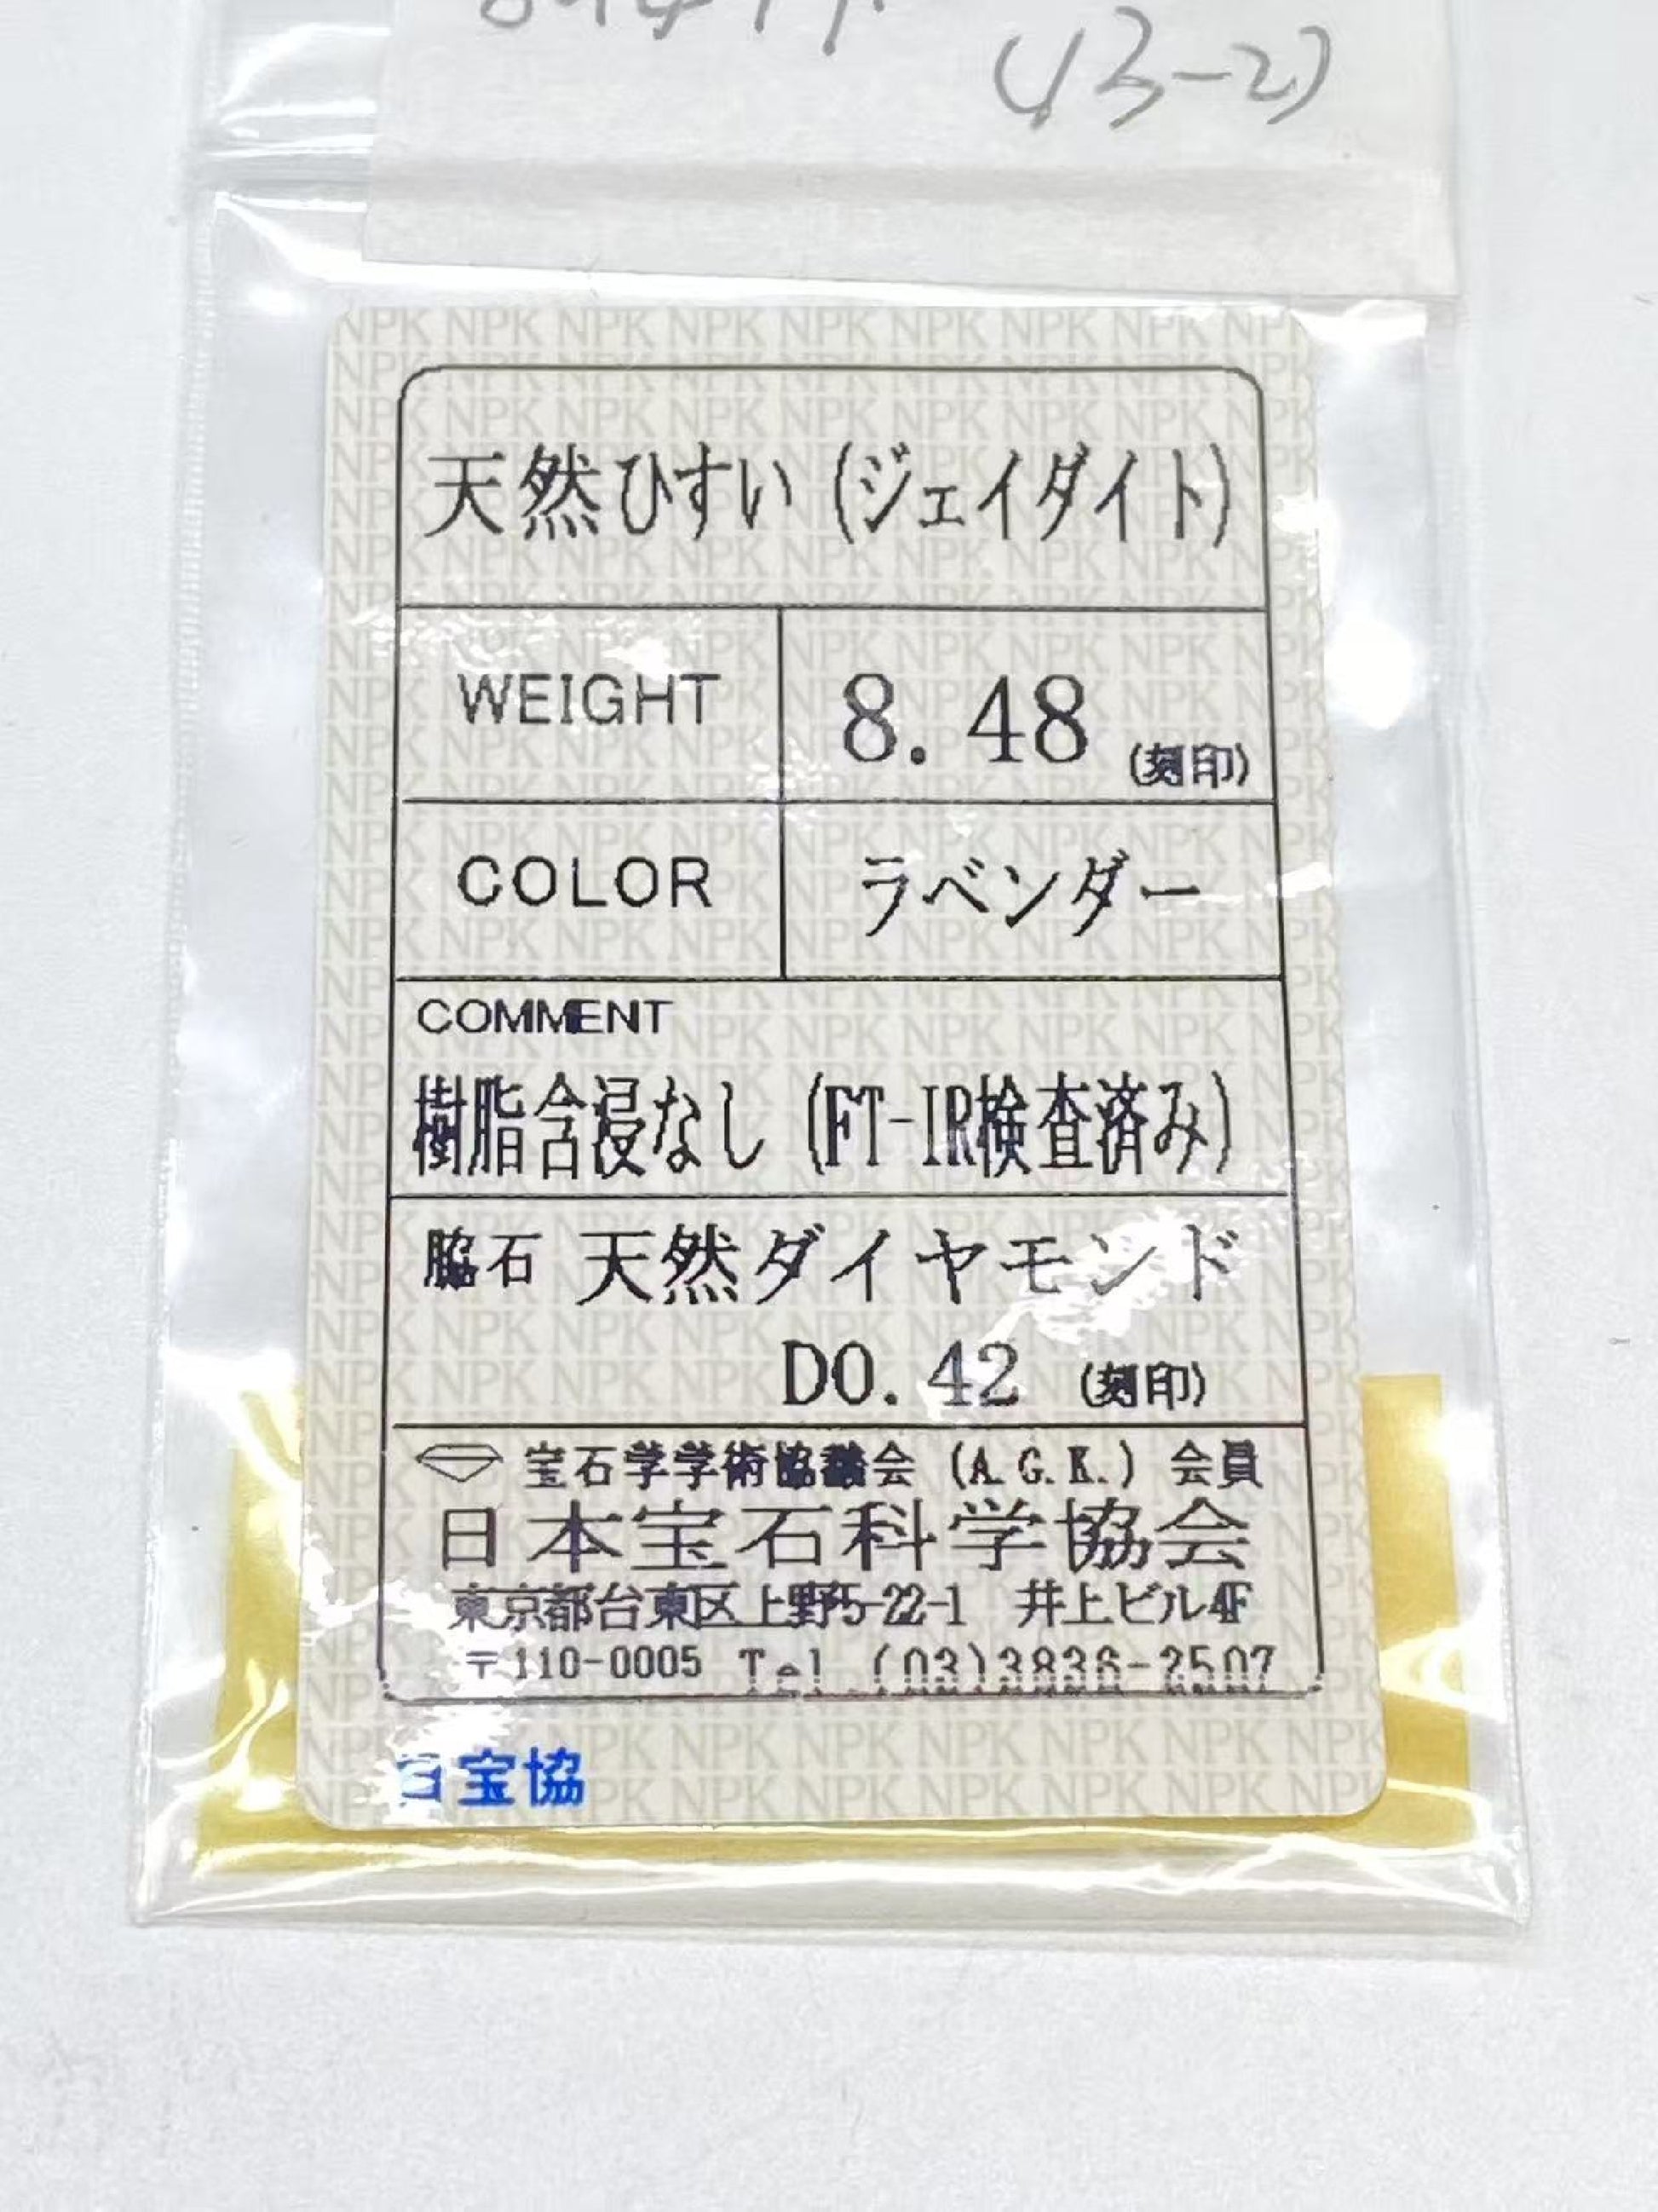 (13-2)
天然ひすい (ジェイダイト)
WEIGHT 8.48 (刻印)
COLOR ラベンダー
COMMENT
樹脂含浸なし (FT-IR検査済み)
脇石 天然ダイヤモンド
D0.42 (刻印)
宝石学学術協議会 (A.G.K.) 会員
日本宝石科学協会
東京都台東区上野5-22-1 井上ビル4F
〒110-0005 Tel (03)3836-2507
日宝協